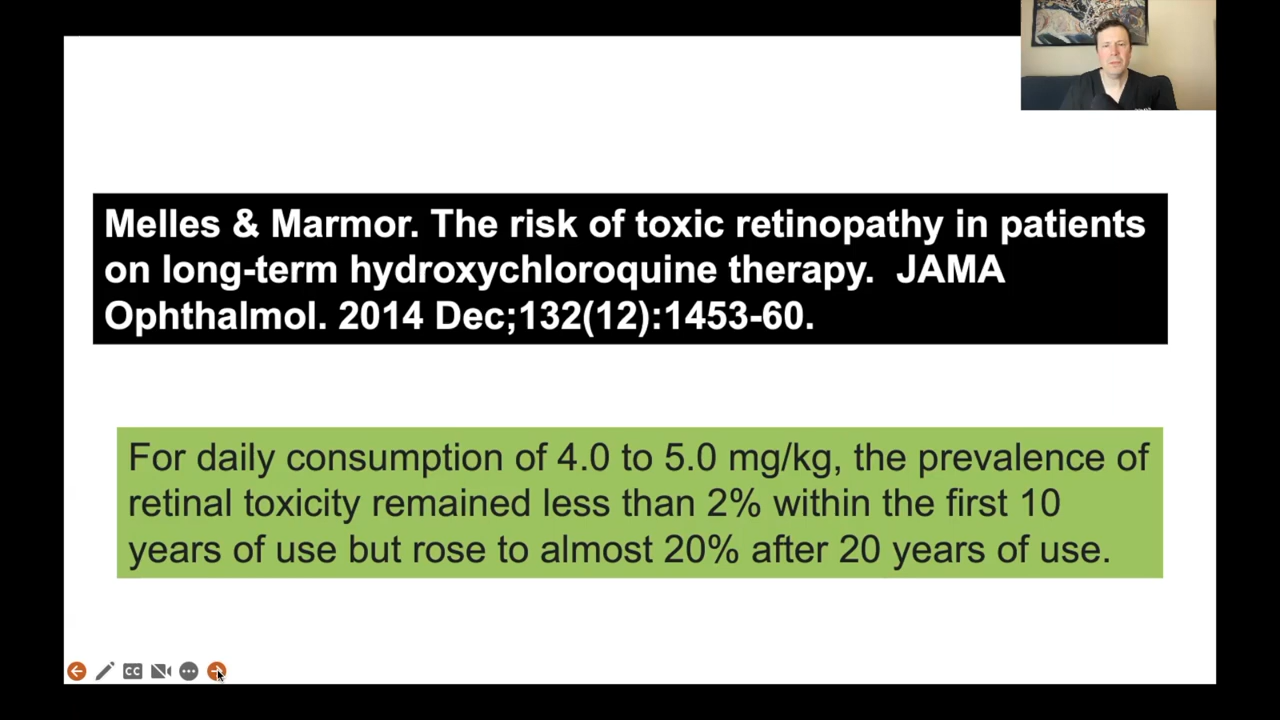 Melles & Marmor. The risk of toxic retinopathy in patients
on long-term hydroxychloroquine therapy. JAMA
Ophthalmol. 2014 Dec;132(12):1453-60.
For daily consumption of 4.0 to 5.0 mg/kg, the prevalence of
retinal toxicity remained less than 2% within the first 10
years of use but rose to almost 20% after 20 years of use.
CC